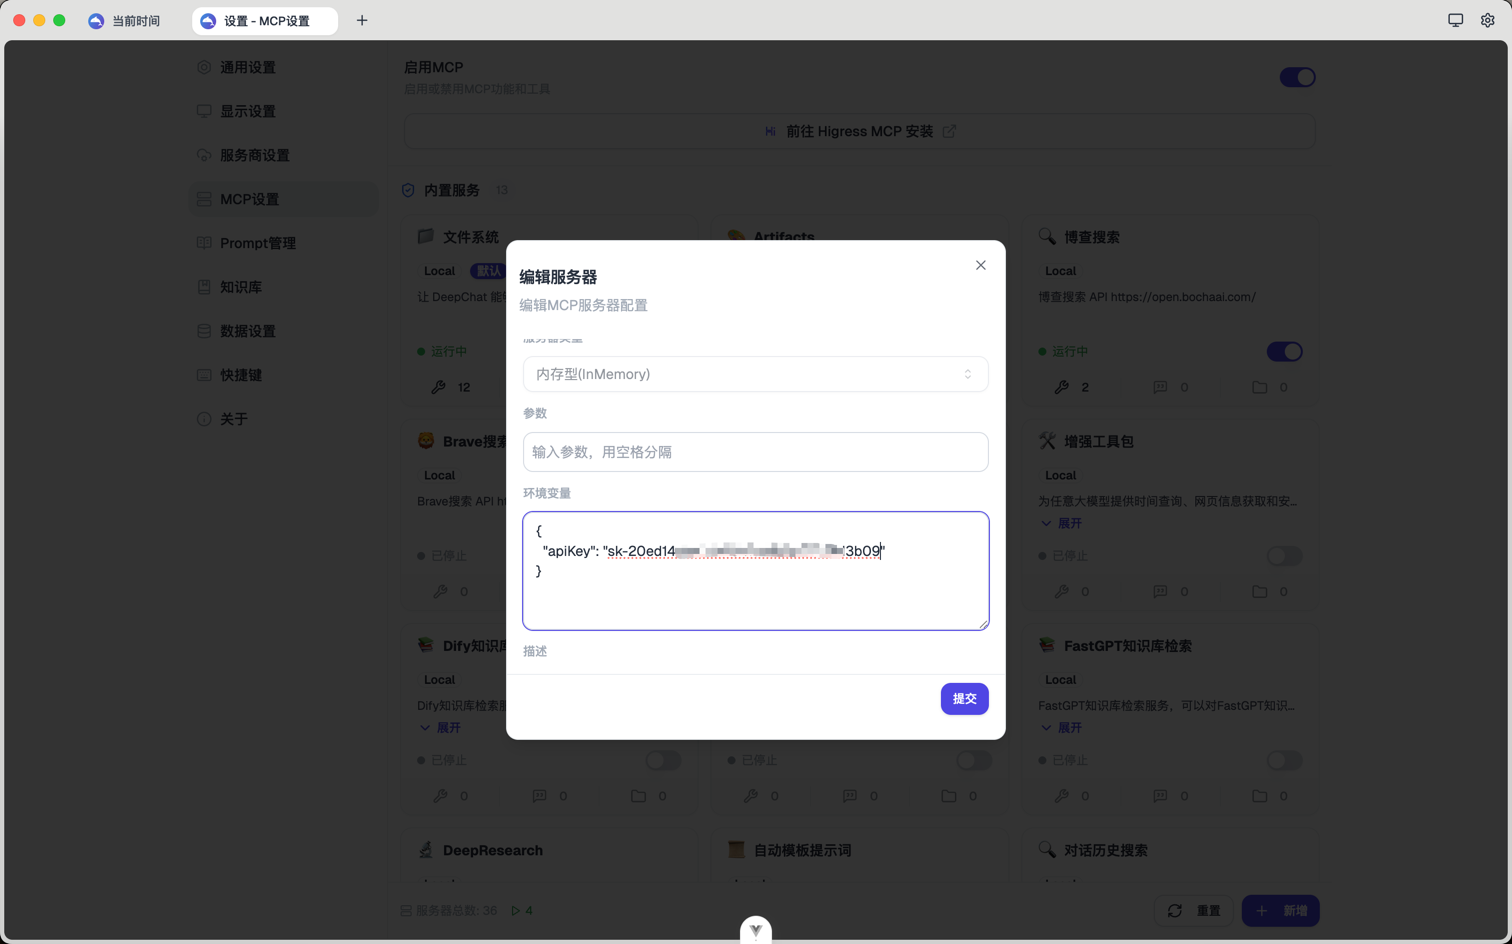 当前时间
设置 - MCP设置
通用设置
显示设置
服务商设置
MCP设置
Prompt管理
知识库
数据设置
快捷键
关于
启用MCP
启用或禁用MCP功能和工具
Hi 前往 Higress MCP 安装
内置服务 13
文件系统
Local 默认
让 DeepChat 能
运行中
12
Artifacts
博查搜索
Local
博查搜索 API https://open.bochaai.com/
运行中
2 0 0
编辑服务器
编辑MCP服务器配置
服务器类型
内存型(InMemory)
参数
输入参数，用空格分隔
环境变量
{
"apiKey": "sk-20ed14 3b09"
}
描述
提交
Brave搜索
Local
Brave搜索 API
已停止
0
增强工具包
Local
为任意大模型提供时间查询、网页信息获取和安...
展开
已停止
0 0 0
Dify知识库
Local
Dify知识库检索服
展开
已停止
0 0 0
已停止
0 0 0
FastGPT知识库检索
Local
FastGPT知识库检索服务，可以对FastGPT知识...
展开
已停止
0 0 0
DeepResearch
自动模板提示词
对话历史搜索
服务器总数: 36 4
重置
新增